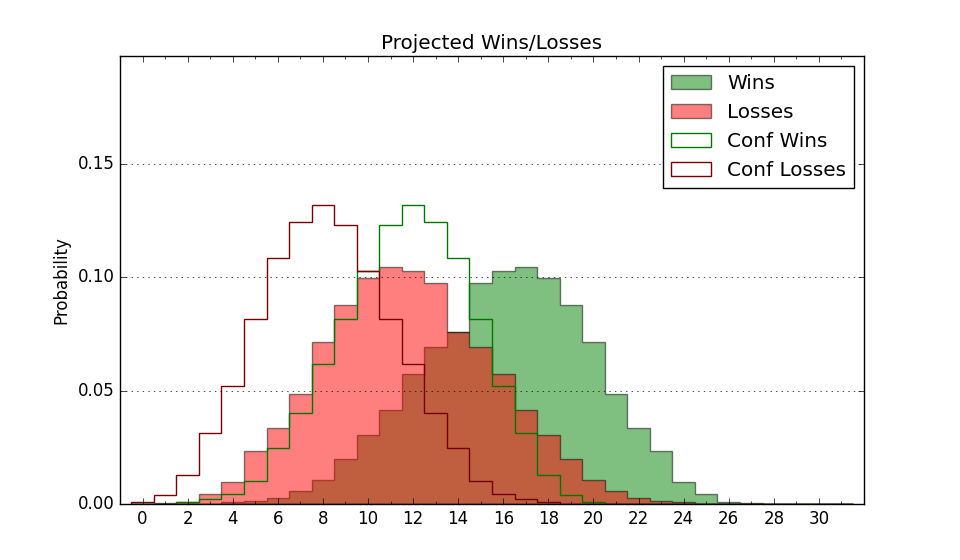 Projected Wins/Losses
Wins
Losses
Conf Wins
Conf Losses
Probability
0.15
0.10
0.05
0.00
0 2 4 6 8 10 12 14 16 18 20 22 24 26 28 30